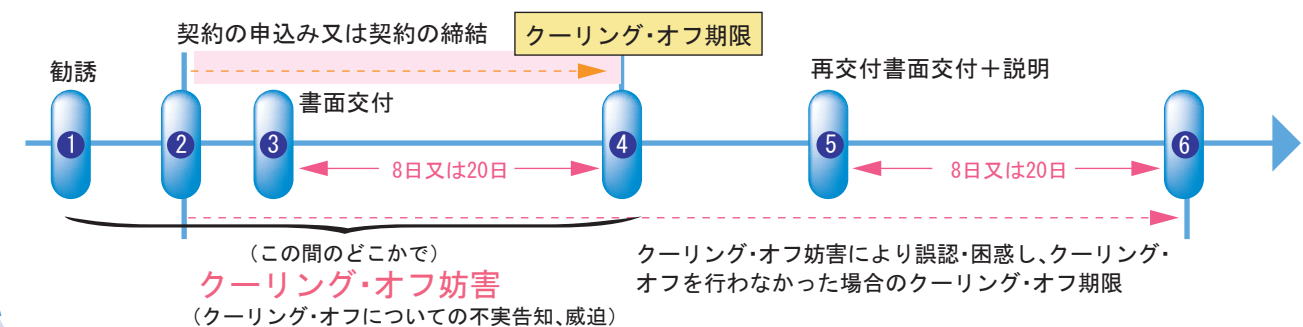 契約の申込み又は契約の締結
クーリング・オフ期限
勧誘
再交付書面交付＋説明
書面交付
1
2
3
4
5
6
8日又は20日
8日又は20日
（この間のどこかで）
クーリング・オフ妨害
（クーリング・オフについての不実告知、威迫）
クーリング・オフ妨害により誤認・困惑し、クーリング・
オフを行わなかった場合のクーリング・オフ期限